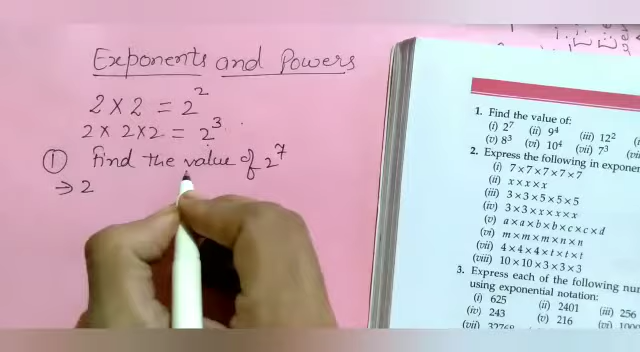 Exponents and Powers
2 × 2 = 2²
2 × 2 × 2 = 2³
① Find the value of 2⁷
→ 2
1. Find the value of:
(i) 2⁷ (ii) 9⁴ (iii) 12²
(v) 8³ (vi) 10⁴ (vii) 7³
2. Express the following in
(i) 7 × 7 × 7 × 7 × 7
(ii) x × x × x
(iii) 3 × 3 × 5 × 5 × 5
(iv) 3 × 3 × x × x × x
(v) a × a × b × b × c × c × d
(vi) m × m × m × n × n
(vii) 4 × 4 × 4 × t × t × t
(viii) 10 × 10 × 3 × 3 × 3
3. Express each of the following
using exponential notation:
(i) 625 (ii) 2401 (iii) 256
(iv) 243 (v) 216 (vi)
(vii) 32768